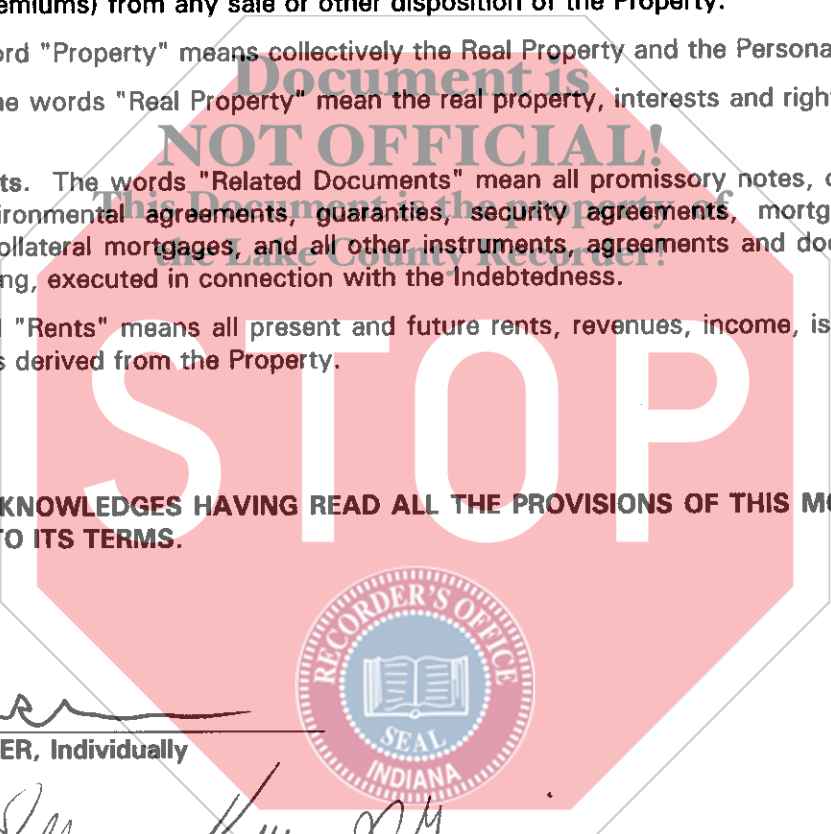 emiums) from any sale or other disposition of the Property.
ord "Property" means collectively the Real Property and the Persona
Document is
e words "Real Property" mean the real property, interests and right
NOT OFFICIAL!
ts. The words "Related Documents" mean all promissory notes, c
This Document is the property of
ironmental agreements, guaranties, security agreements, mortg
ollateral mortgages, and all other instruments, agreements and do
the Lake County Recorder!
ng, executed in connection with the Indebtedness.
"Rents" means all present and future rents, revenues, income, is
s derived from the Property.
STOP
KNOWLEDGES HAVING READ ALL THE PROVISIONS OF THIS MO
TO ITS TERMS.
RECORDER'S OFFICE
SEAL
INDIANA
ER, Individually